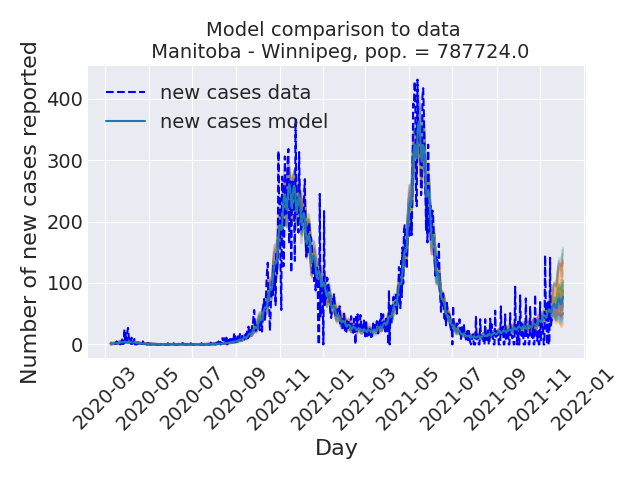 Model comparison to data
Manitoba - Winnipeg, pop. = 787724.0
Number of new cases reported
400
300
200
100
0
new cases data
new cases model
2020-03
2020-05
2020-07
2020-09
2020-11
2021-01
2021-03
2021-05
2021-07
2021-09
2021-11
2022-01
Day